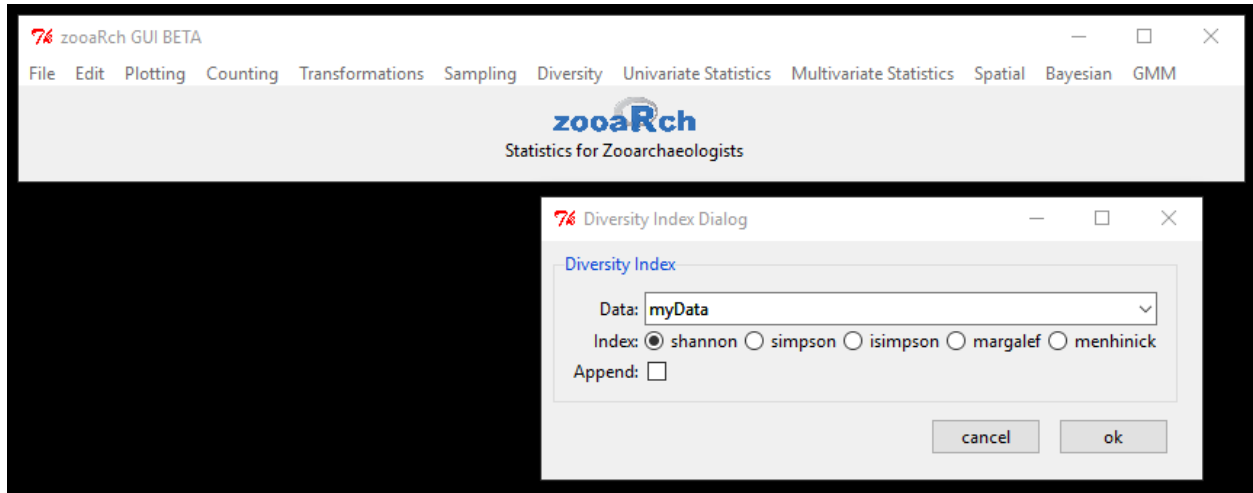 zooaRch GUI BETA
File Edit Plotting Counting Transformations Sampling Diversity Univariate Statistics Multivariate Statistics Spatial Bayesian GMM
zooaRch
Statistics for Zooarchaeologists
Diversity Index Dialog
Diversity Index
Data: myData
Index: shannon simpson isimpson margalef menhinick
Append:
cancel ok